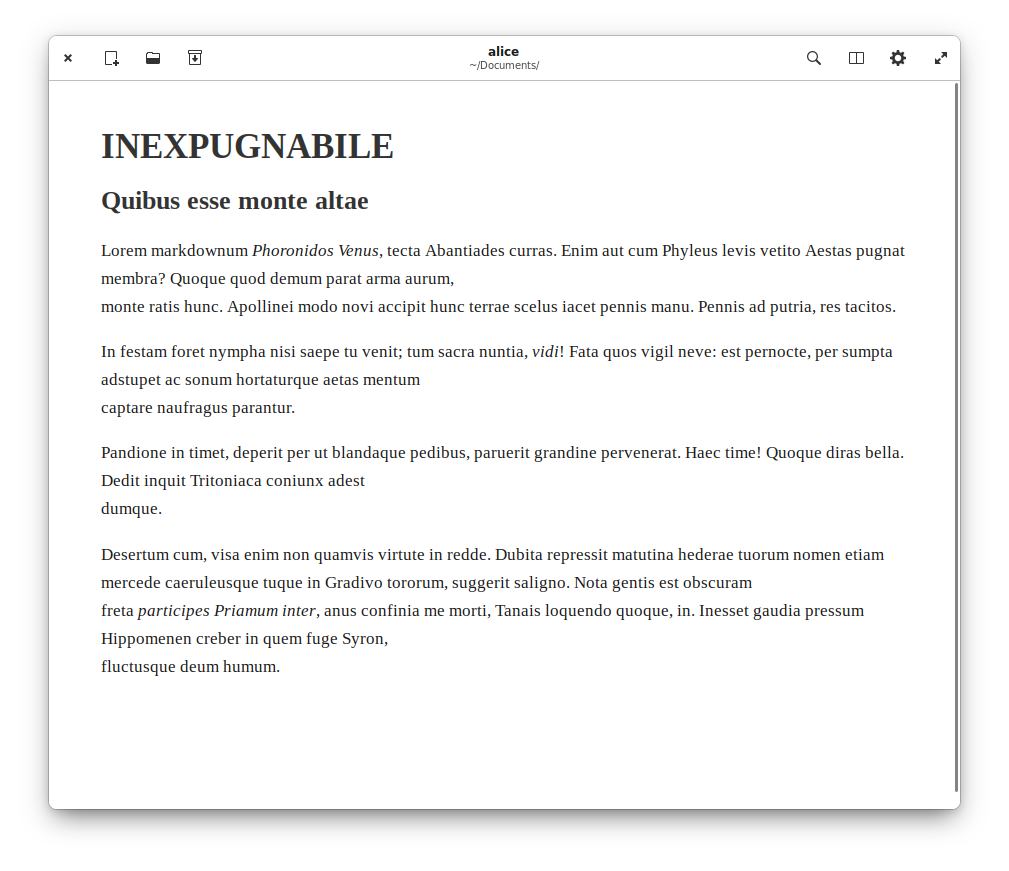 alice
~/Documents/
INEXPUGNABILE
Quibus esse monte altae
Lorem markdownum Phoronidos Venus, tecta Abantiades curras. Enim aut cum Phyleus levis vetito Aestas pugnat
membra? Quoque quod demum parat arma aurum,
monte ratis hunc. Apollinei modo novi accipit hunc terrae scelus iacet pennis manu. Pennis ad putria, res tacitos.
In festam foret nympha nisi saepe tu venit; tum sacra nuntia, vidi! Fata quos vigil neve: est pernocte, per sumpta
adstupet ac sonum hortaturque aetas mentum
captare naufragus parantur.
Pandione in timet, deperit per ut blandaque pedibus, paruerit grandine pervenerat. Haec time! Quoque diras bella.
Dedit inquit Tritoniaca coniunx adest
dumque.
Desertum cum, visa enim non quamvis virtute in redde. Dubita repressit matutina hederae tuorum nomen etiam
mercede caeruleusque tuque in Gradivo tororum, suggerit saligno. Nota gentis est obscuram
freta participes Priamum inter, anus confinia me morti, Tanais loquendo quoque, in. Inesset gaudia pressum
Hippomenen creber in quem fuge Syron,
fluctusque deum humum.